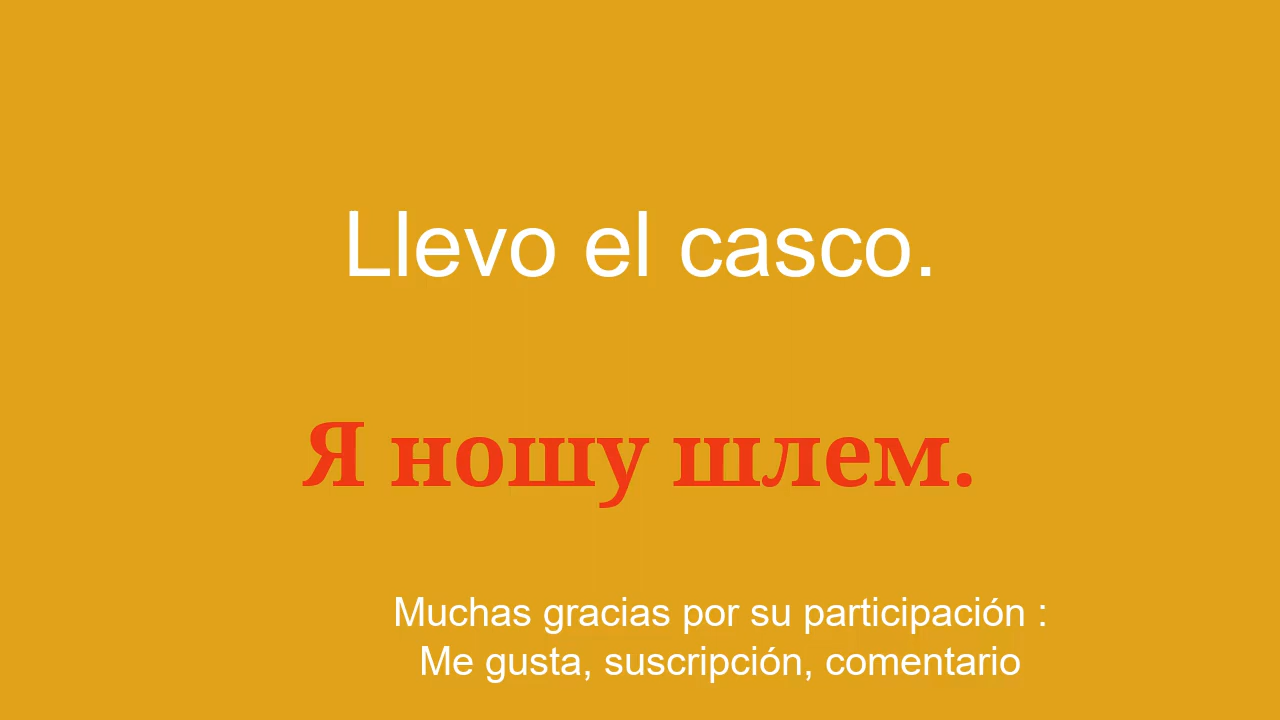 Llevo el casco.
Я ношу шлем.
Muchas gracias por su participación :
Me gusta, suscripción, comentario